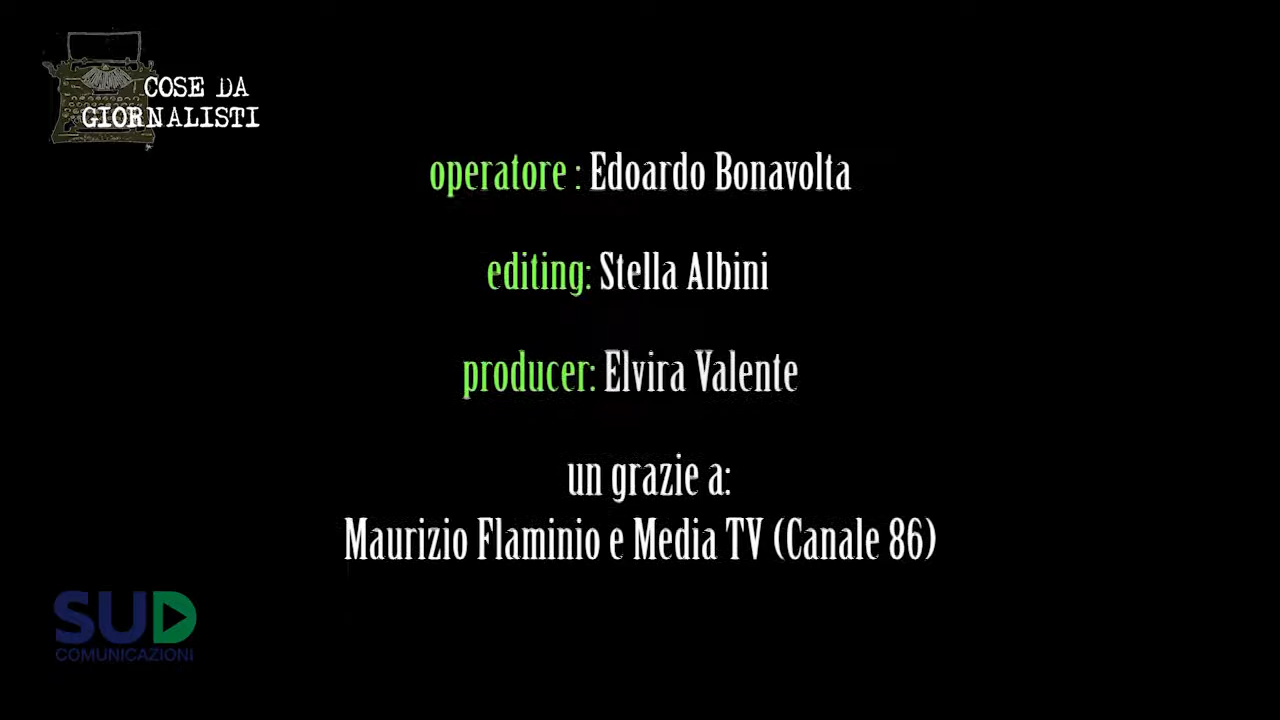 COSE DA
GIORNALISTI
operatore : Edoardo Bonavolta
editing: Stella Albini
producer: Elvira Valente
un grazie a:
Maurizio Flaminio e Media TV (Canale 86)
SUD
COMUNICAZIONI